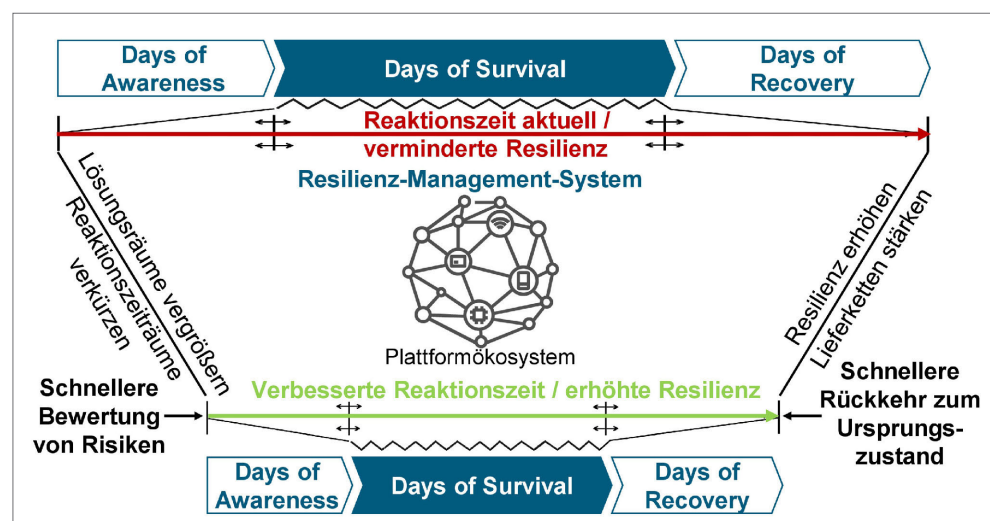 Days of
Awareness
Days of Survival
Days of
Recovery
Reaktionszeit aktuell /
verminderte Resilienz
Resilienz-Management-System
Lösungsräume vergrößern
Reaktionszeiträume
verkürzen
Resilienz erhöhen
Lieferketten stärken
Plattformökosystem
Verbesserte Reaktionszeit / erhöhte Resilienz
Schnellere
Bewertung
von Risiken
Schnellere
Rückkehr zum
Ursprungs-
zustand
Days of
Awareness
Days of Survival
Days of
Recovery